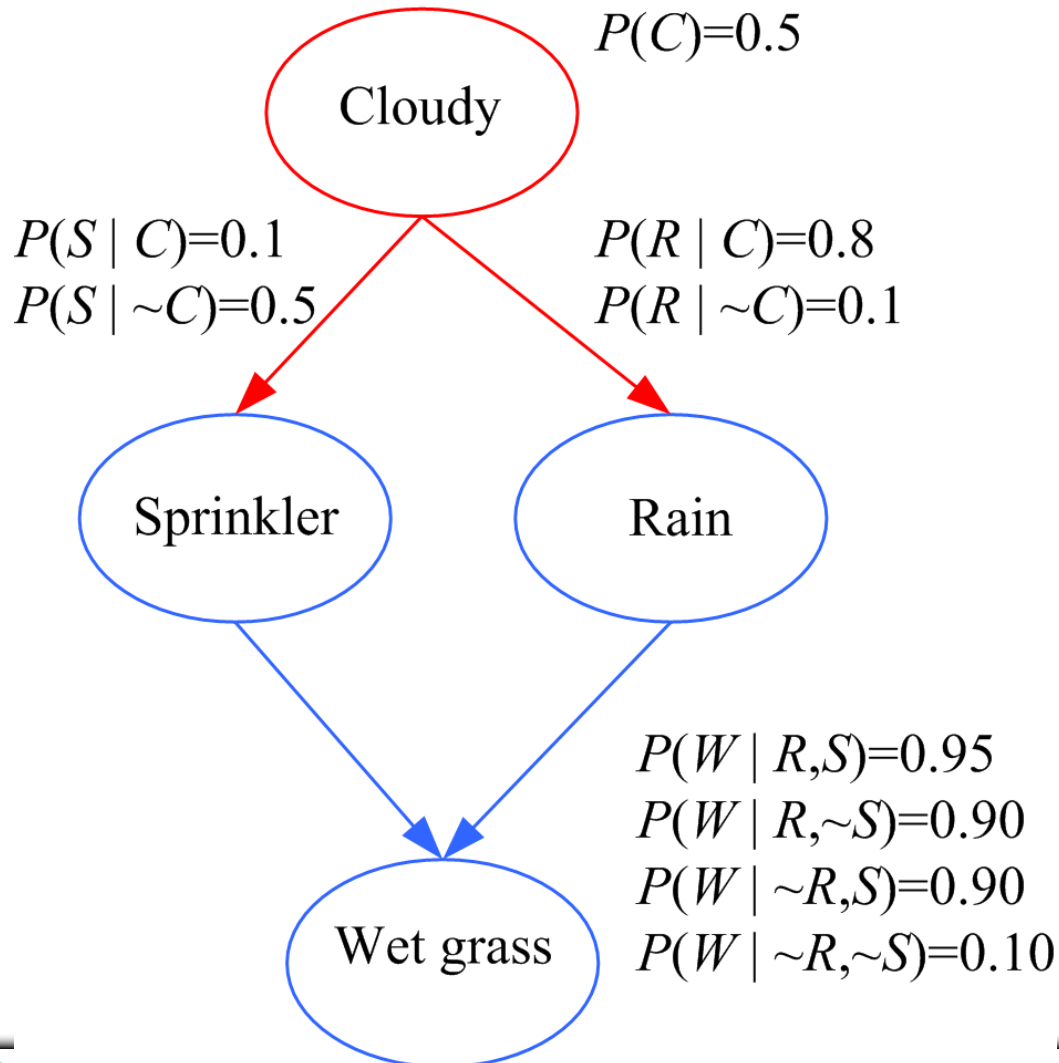 P(C)=0.5
Cloudy
P(S | C)=0.1
P(S | ~C)=0.5
P(R | C)=0.8
P(R | ~C)=0.1
Sprinkler
Rain
P(W | R,S)=0.95
P(W | R,~S)=0.90
P(W | ~R,S)=0.90
P(W | ~R,~S)=0.10
Wet grass